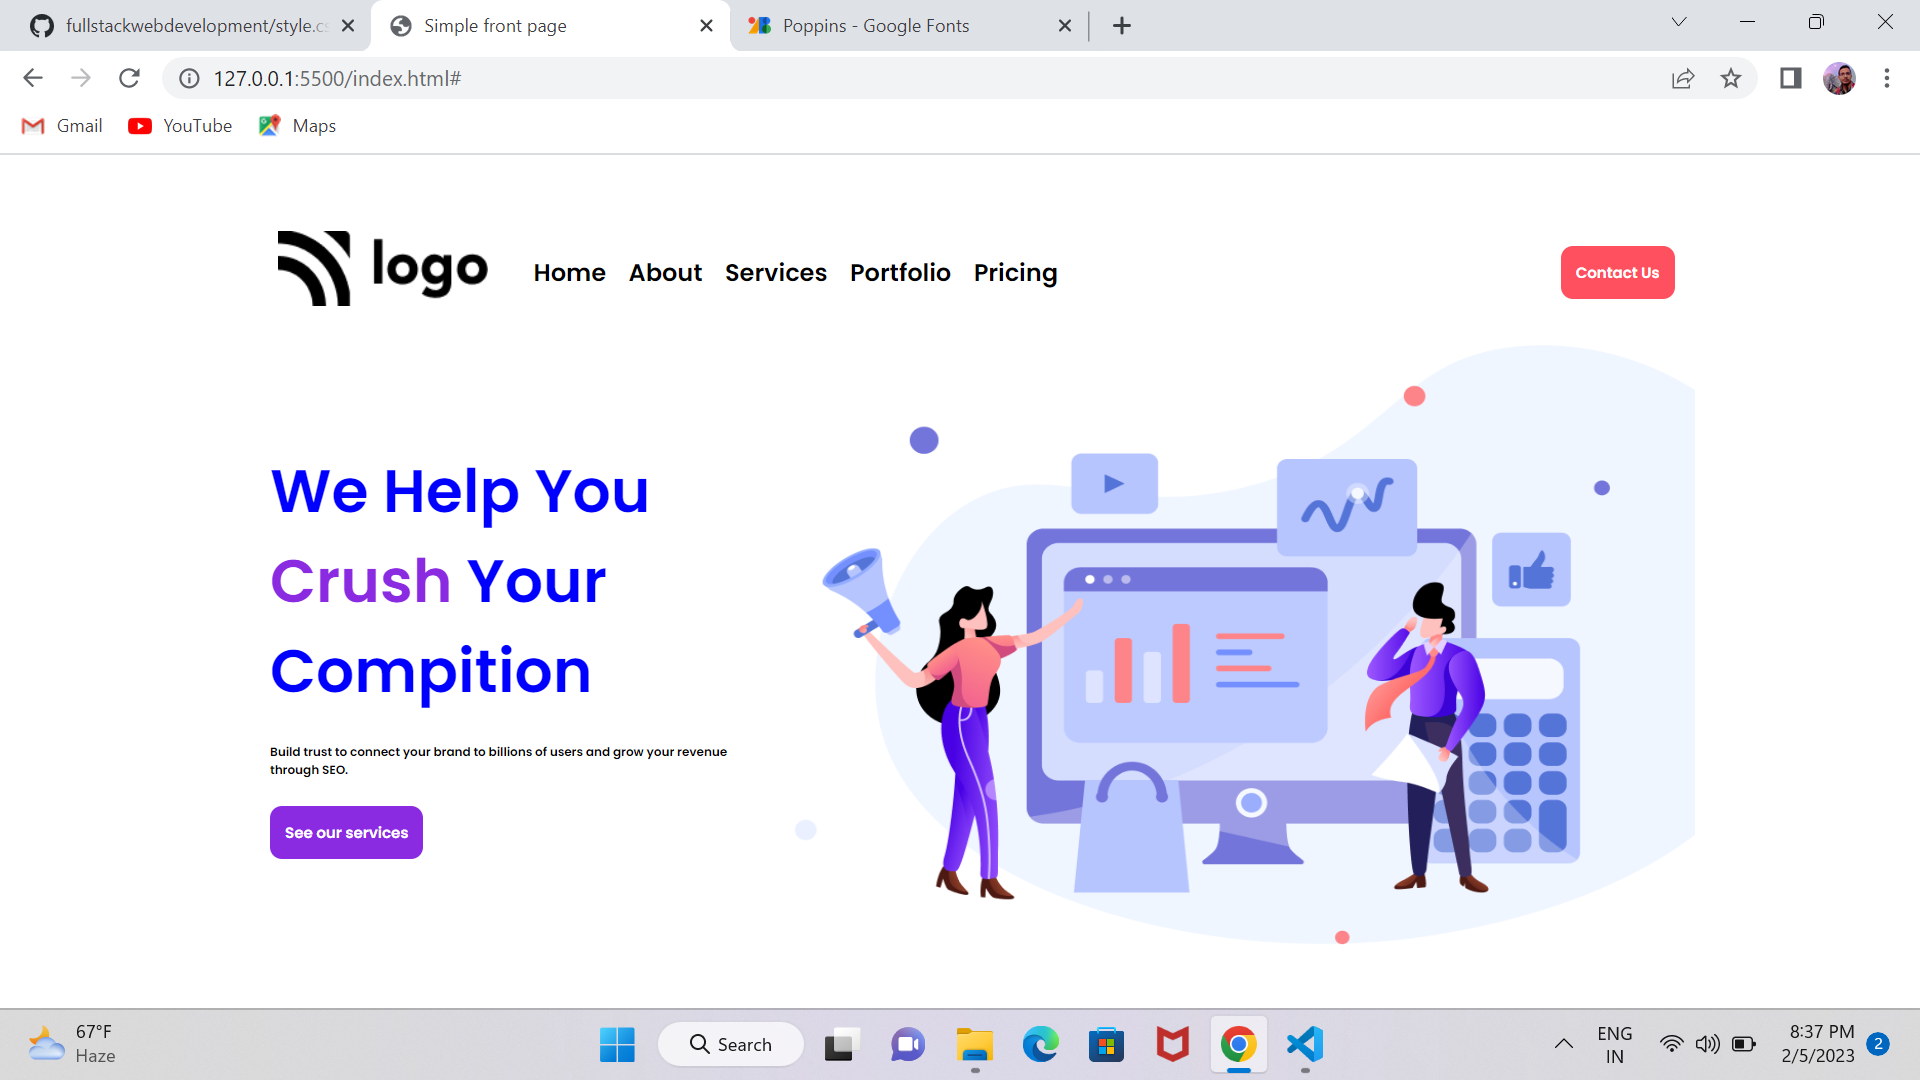 fullstackwebdevelopment/style.cs
Simple front page
Poppins - Google Fonts
127.0.0.1:5500/index.html#
Gmail
YouTube
Maps
logo
Home About Services Portfolio Pricing
Contact Us
We Help You
Crush Your
Compition
Build trust to connect your brand to billions of users and grow your revenue
through SEO.
See our services
67°F
Haze
Search
ENG
IN
8:37 PM
2/5/2023
2